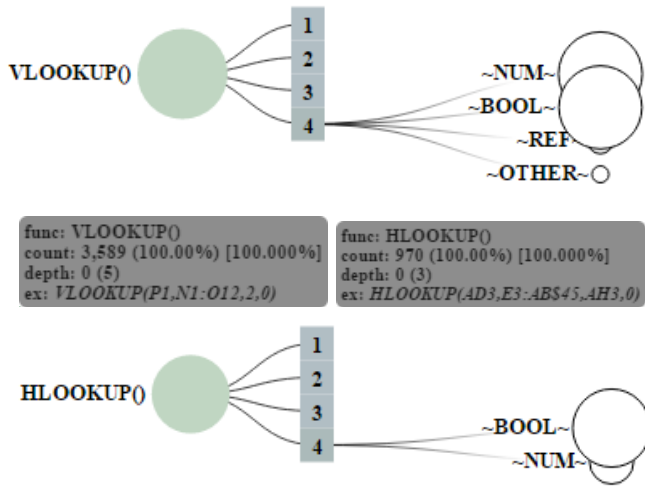 1
2
VLOOKUP()
3
4
~NUM~
~BOOL~
~REF
~OTHER~
func: VLOOKUP()
count: 3,589 (100.00%) [100.000%]
depth: 0 (5)
ex: VLOOKUP(P1,N1:O12,2,0)
func: HLOOKUP()
count: 970 (100.00%) [100.000%]
depth: 0 (3)
ex: HLOOKUP(AD3,E3:AB$45,AH3,0)
1
2
HLOOKUP()
3
4
~BOOL~
~NUM~